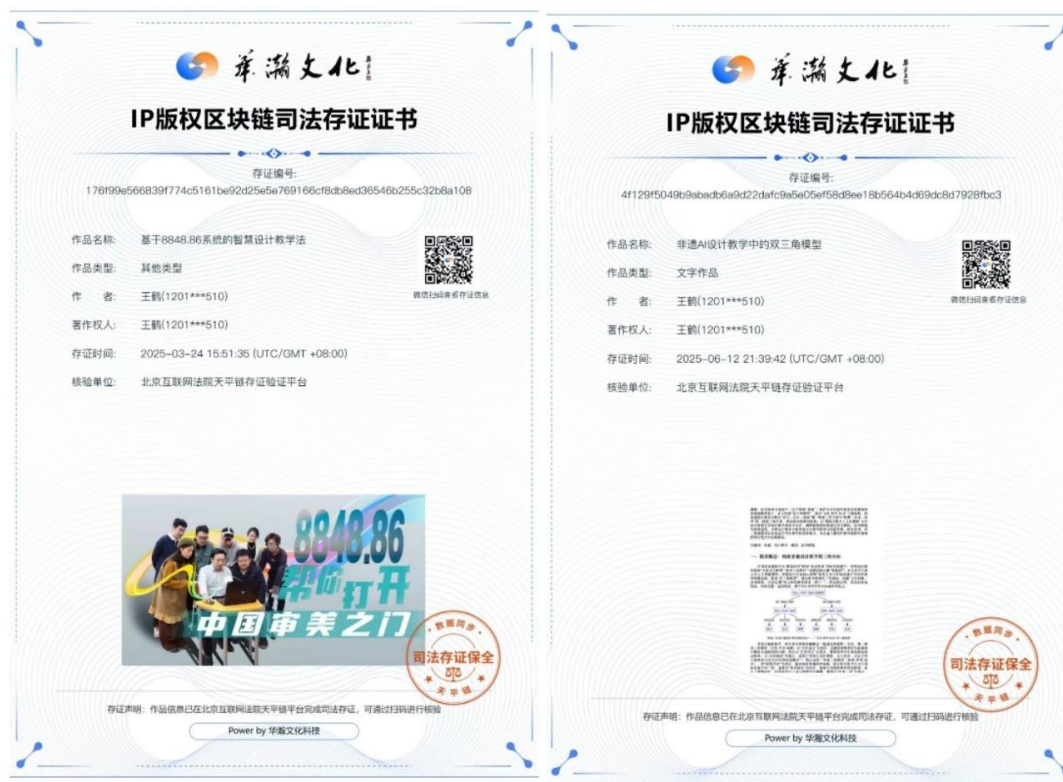 華瀚文化
IP版权区块链司法存证证书
存证编号:
176f99e566839f774c5161be92d25e5e769166cf8db8ed36546b255c32b8a108
作品名称: 基于8848.86系统的智慧设计教学法
作品类型: 其他类型
作 者: 王鹤(1201***510)
著作权人: 王鹤(1201***510)
存证时间: 2025-03-24 15:51:35 (UTC/GMT +08:00)
核验单位: 北京互联网法院天平链存证验证平台
微信扫码查看存证信息
8848.86
帮你打开
中国审美之门
数据同步
司法存证保全
天平链
存证声明：作品信息已在北京互联网法院天平链平台完成司法存证，可通过扫码进行核验
Power by 华瀚文化科技
華瀚文化
IP版权区块链司法存证证书
存证编号:
4f129f5049b9abadb6a9d22dafc9a5e05ef58d8ee18b564b4d69dc8d7928fbc3
作品名称: 非遗AI设计教学中的双三角模型
作品类型: 文字作品
作 者: 王鹤(1201***510)
著作权人: 王鹤(1201***510)
存证时间: 2025-06-12 21:39:42 (UTC/GMT +08:00)
核验单位: 北京互联网法院天平链存证验证平台
微信扫码查看存证信息
数据同步
司法存证保全
天平链
存证声明：作品信息已在北京互联网法院天平链平台完成司法存证，可通过扫码进行核验
Power by 华瀚文化科技